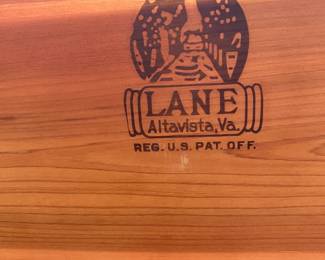 LANE
Altavista, Va.
REG. U.S. PAT. OFF.